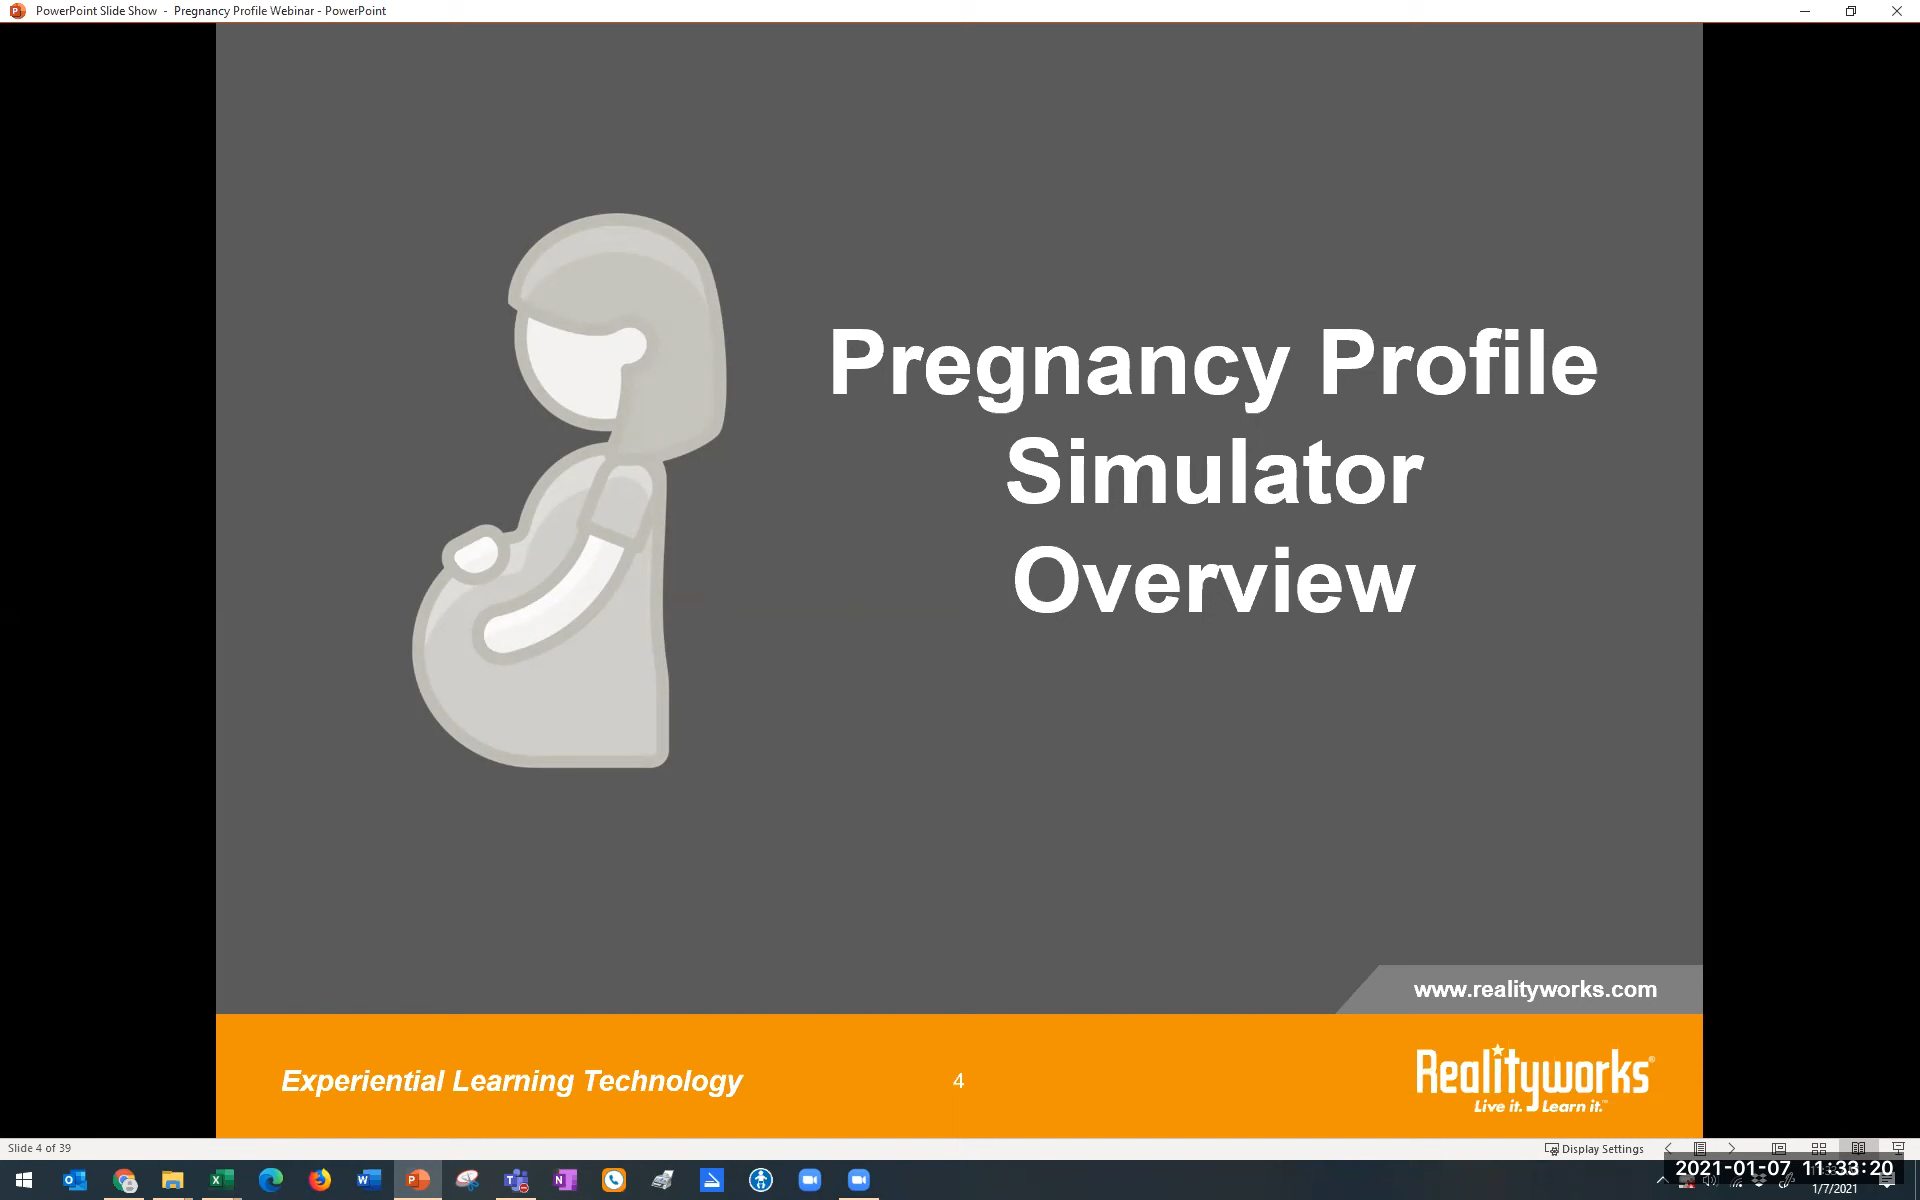 PowerPoint Slide Show - Pregnancy Profile Webinar - PowerPoint
Pregnancy Profile
Simulator
Overview
www.realityworks.com
Experiential Learning Technology
4
Realityworks®
Live it. Learn it.™
Slide 4 of 39
Display Settings
2021-01-07 11:33:20
1/7/2021